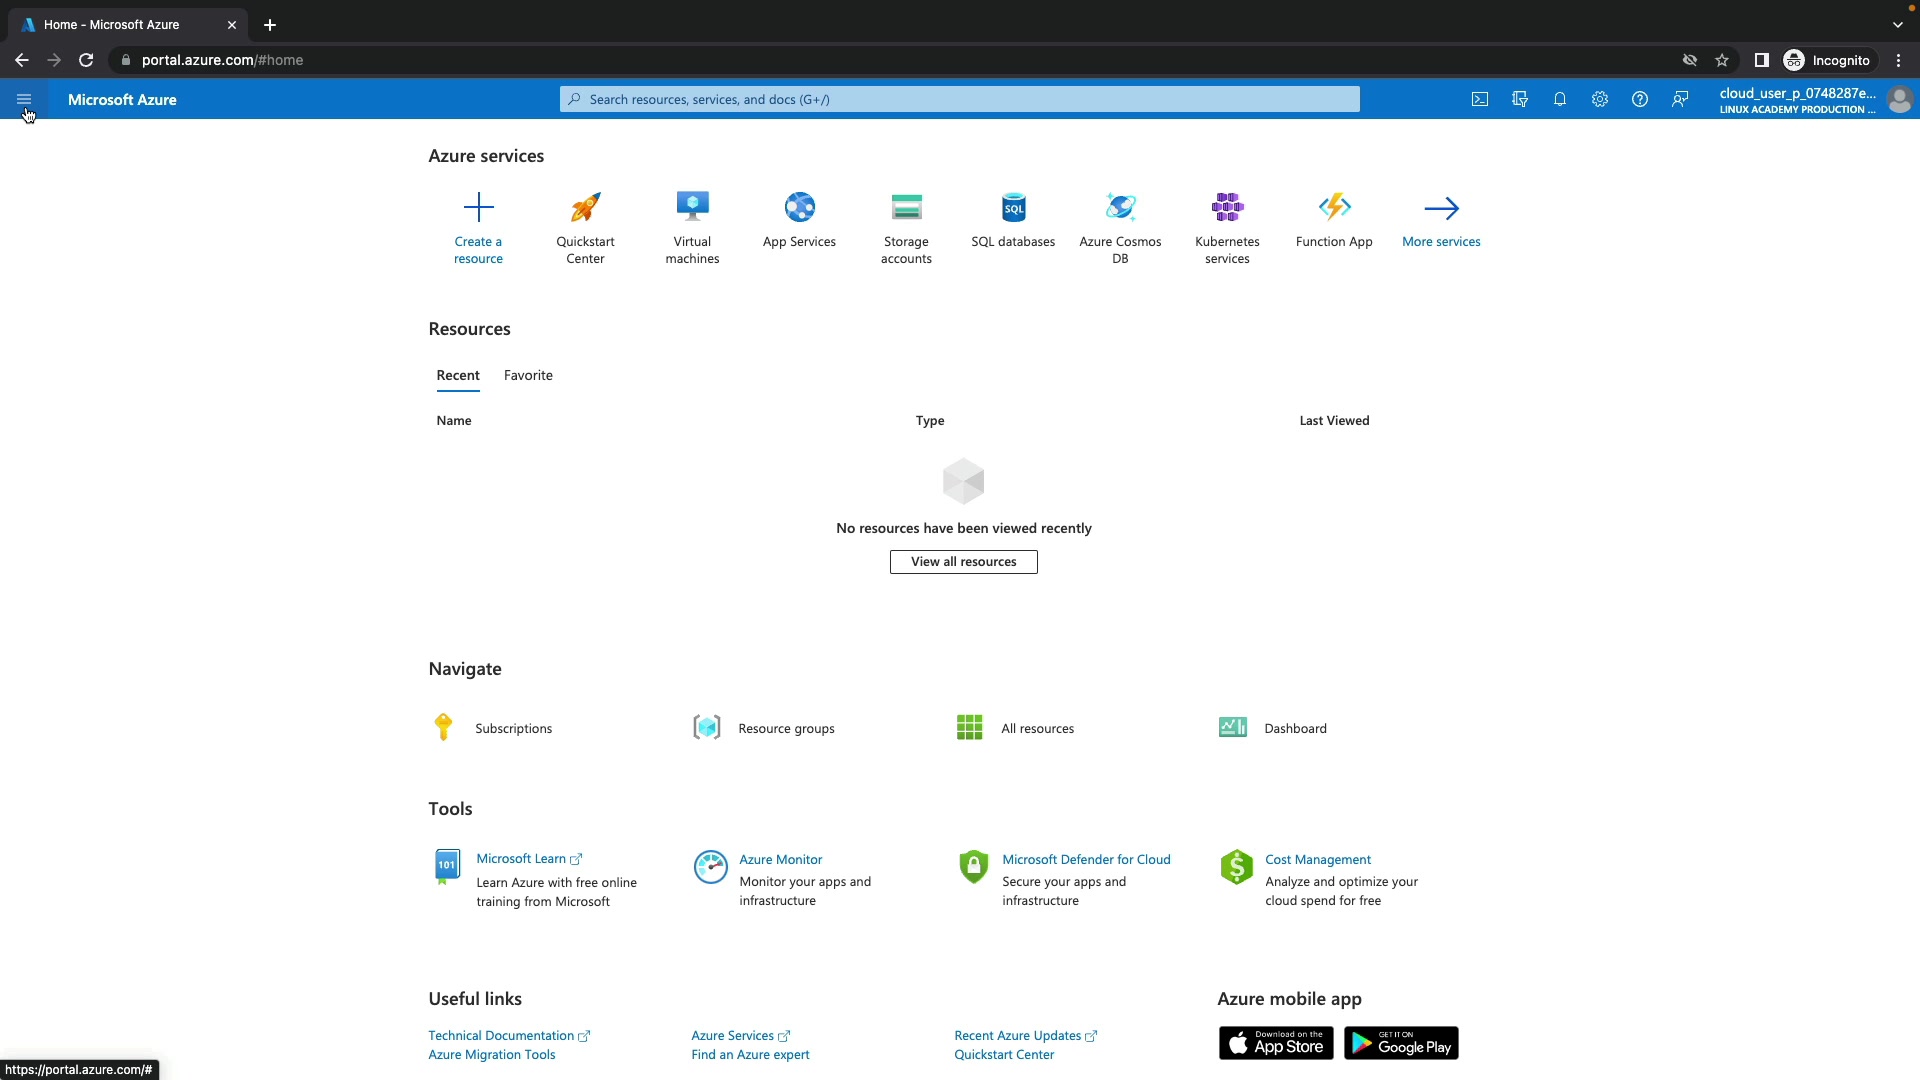 Home - Microsoft Azure
portal.azure.com/#home
Incognito
Microsoft Azure
Search resources, services, and docs (G+/)
cloud_user_p_0748287e...
LINUX ACADEMY PRODUCTION ...
Azure services
Create a
resource
Quickstart
Center
Virtual
machines
App Services
Storage
accounts
SQL
SQL databases
Azure Cosmos
DB
Kubernetes
services
Function App
More services
Resources
Recent
Favorite
Name
Type
Last Viewed
No resources have been viewed recently
View all resources
Navigate
Subscriptions
Resource groups
All resources
Dashboard
Tools
101
Microsoft Learn
Learn Azure with free online
training from Microsoft
Azure Monitor
Monitor your apps and
infrastructure
Microsoft Defender for Cloud
Secure your apps and
infrastructure
$
Cost Management
Analyze and optimize your
cloud spend for free
Useful links
Technical Documentation
Azure Migration Tools
Azure Services
Find an Azure expert
Recent Azure Updates
Quickstart Center
Azure mobile app
Download on the
App Store
GET IT ON
Google Play
https://portal.azure.com/#